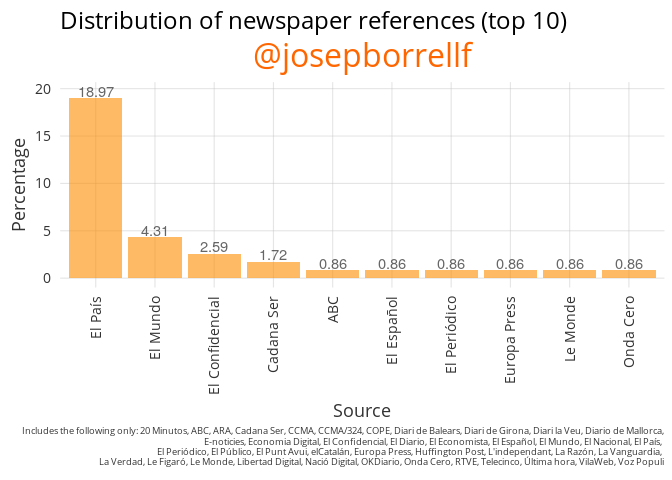 Distribution of newspaper references (top 10)
@josepborrellf
20
15
10
5
0
Percentage
18.97
4.31
2.59
1.72
0.86
0.86
0.86
0.86
0.86
0.86
El País
El Mundo
El Confidencial
Cadana Ser
ABC
El Español
El Periódico
Europa Press
Le Monde
Onda Cero
Source
Includes the following only: 20 Minutos, ABC, ARA, Cadana Ser, CCMA, CCMA/324, COPE, Diari de Balears, Diari de Girona, Diari la Veu, Diario de Mallorca,
E-noticies, Economia Digital, El Confidencial, El Diario, El Economista, El Español, El Mundo, El Nacional, El País,
El Periódico, El Público, El Punt Avui, elCatalán, Europa Press, Huffington Post, L'independant, La Razón, La Vanguardia,
La Verdad, Le Figaró, Le Monde, Libertad Digital, Nació Digital, OKDiario, Onda Cero, RTVE, Telecinco, Última hora, VilaWeb, Voz Populi